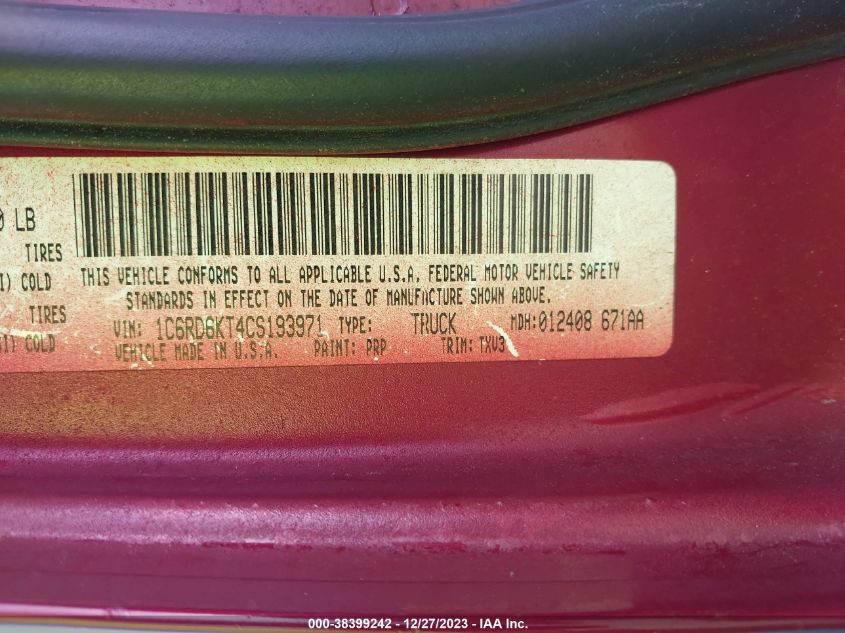 0 LB
TIRES
I) COLD
TIRES
SI) COLD
THIS VEHICLE CONFORMS TO ALL APPLICABLE U.S.A. FEDERAL MOTOR VEHICLE SAFETY
STANDARDS IN EFFECT ON THE DATE OF MANUFACTURE SHOWN ABOVE.
VIN: 1C6RD6KT4CS193971 TYPE: TRUCK MDH:012408 671AA
VEHICLE MADE IN U.S.A. PAINT: PRP TRIM: TXV3
000-38399242 - 12/27/2023 - IAA Inc.